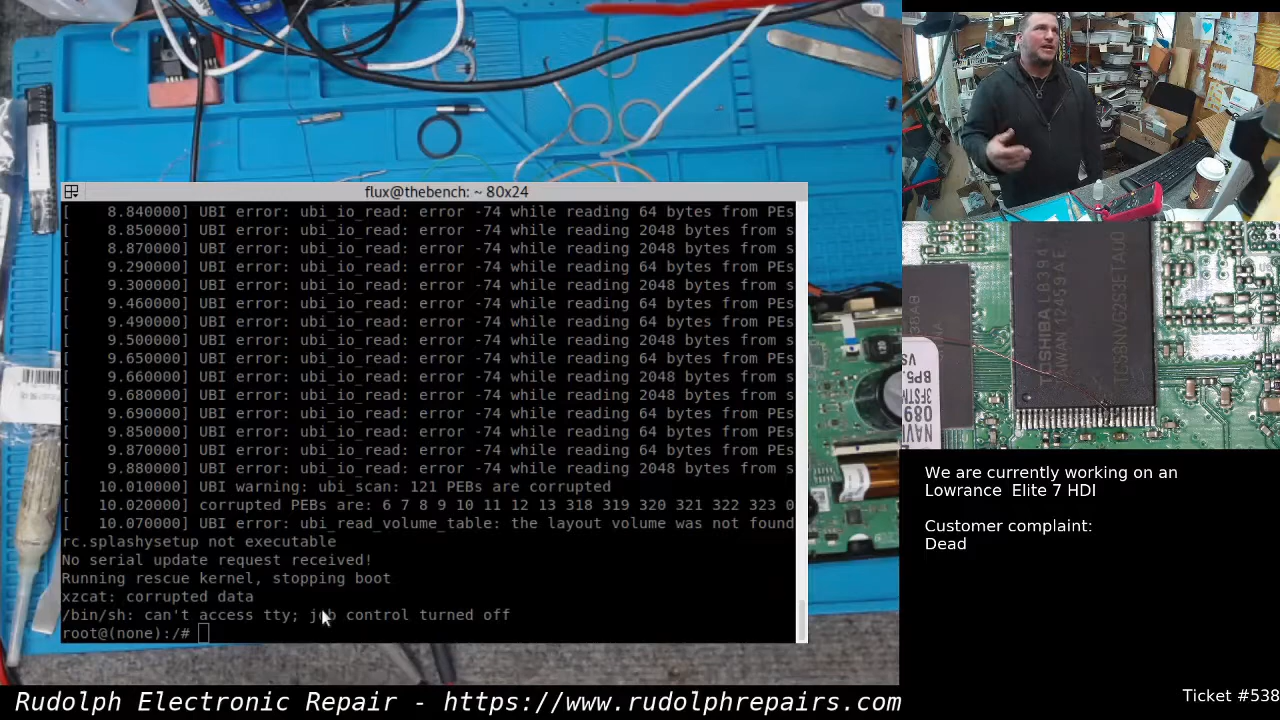 flux@thebench: ~ 80x24
[    8.840000] UBI error: ubi_io_read: error -74 while reading 64 bytes from PEs
[    8.850000] UBI error: ubi_io_read: error -74 while reading 2048 bytes from s
[    8.870000] UBI error: ubi_io_read: error -74 while reading 64 bytes from PEs
[    9.290000] UBI error: ubi_io_read: error -74 while reading 64 bytes from PEs
[    9.300000] UBI error: ubi_io_read: error -74 while reading 2048 bytes from s
[    9.460000] UBI error: ubi_io_read: error -74 while reading 64 bytes from PEs
[    9.490000] UBI error: ubi_io_read: error -74 while reading 64 bytes from PEs
[    9.500000] UBI error: ubi_io_read: error -74 while reading 2048 bytes from s
[    9.650000] UBI error: ubi_io_read: error -74 while reading 64 bytes from PEs
[    9.660000] UBI error: ubi_io_read: error -74 while reading 2048 bytes from s
[    9.680000] UBI error: ubi_io_read: error -74 while reading 2048 bytes from s
[    9.690000] UBI error: ubi_io_read: error -74 while reading 64 bytes from PEs
[    9.850000] UBI error: ubi_io_read: error -74 while reading 64 bytes from PEs
[    9.870000] UBI error: ubi_io_read: error -74 while reading 64 bytes from PEs
[    9.880000] UBI error: ubi_io_read: error -74 while reading 2048 bytes from s
[   10.010000] UBI warning: ubi_scan: 121 PEBs are corrupted
[   10.020000] corrupted PEBs are: 6 7 8 9 10 11 12 13 318 319 320 321 322 323 0
[   10.070000] UBI error: ubi_read_volume_table: the layout volume was not found
rc.splashysetup not executable
No serial update request received!
Running rescue kernel, stopping boot
xzcat: corrupted data
/bin/sh: can't access tty; job control turned off
root@(none):/#
TOSHIBA
TAIWAN
NAVI
089
3FSTM
BP5.
We are currently working on an
Lowrance Elite 7 HDI
Customer complaint:
Dead
Ticket #538
Rudolph Electronic Repair - https://www.rudolphrepairs.com